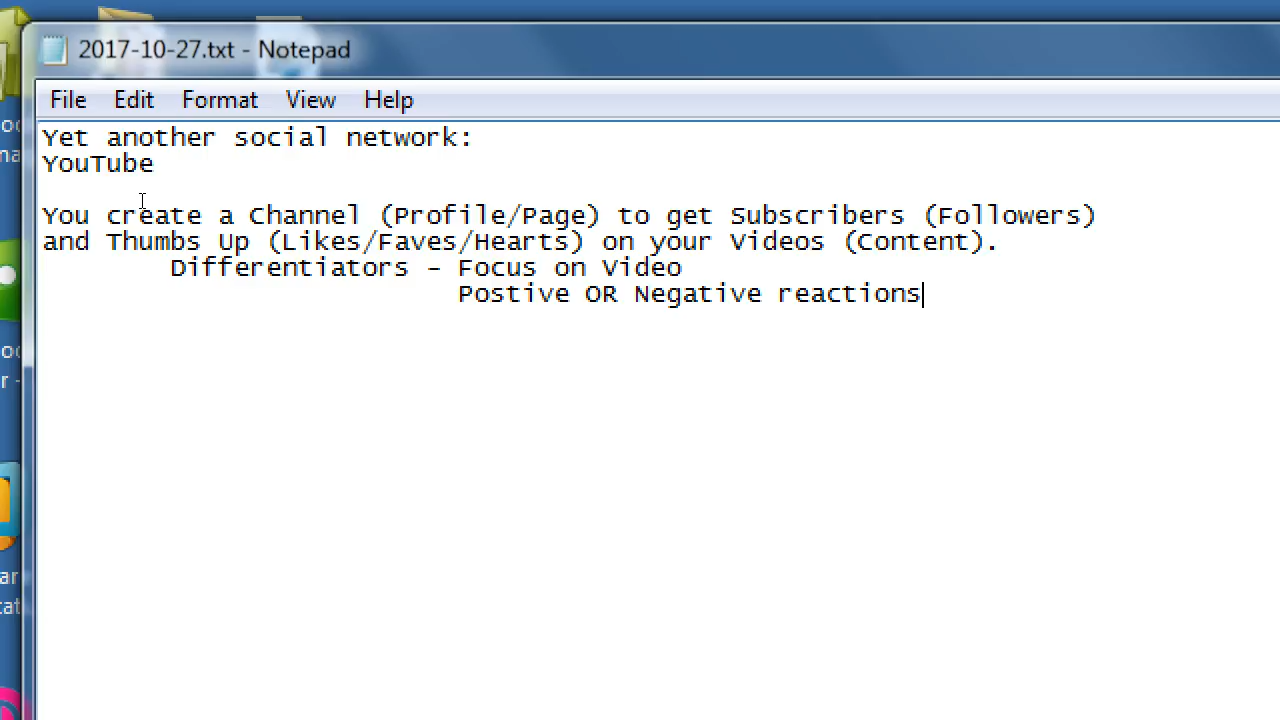 2017-10-27.txt - Notepad
File Edit Format View Help
Yet another social network:
YouTube
You create a Channel (Profile/Page) to get Subscribers (Followers)
and Thumbs Up (Likes/Faves/Hearts) on your Videos (Content).
Differentiators - Focus on Video
Postive OR Negative reactions